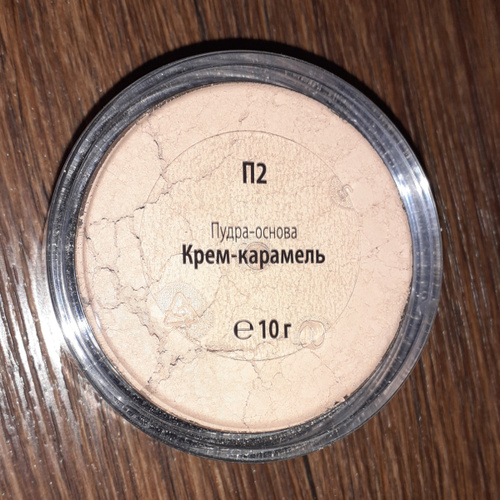 П2
Пудра-основа
Крем-карамель
℮ 10 г